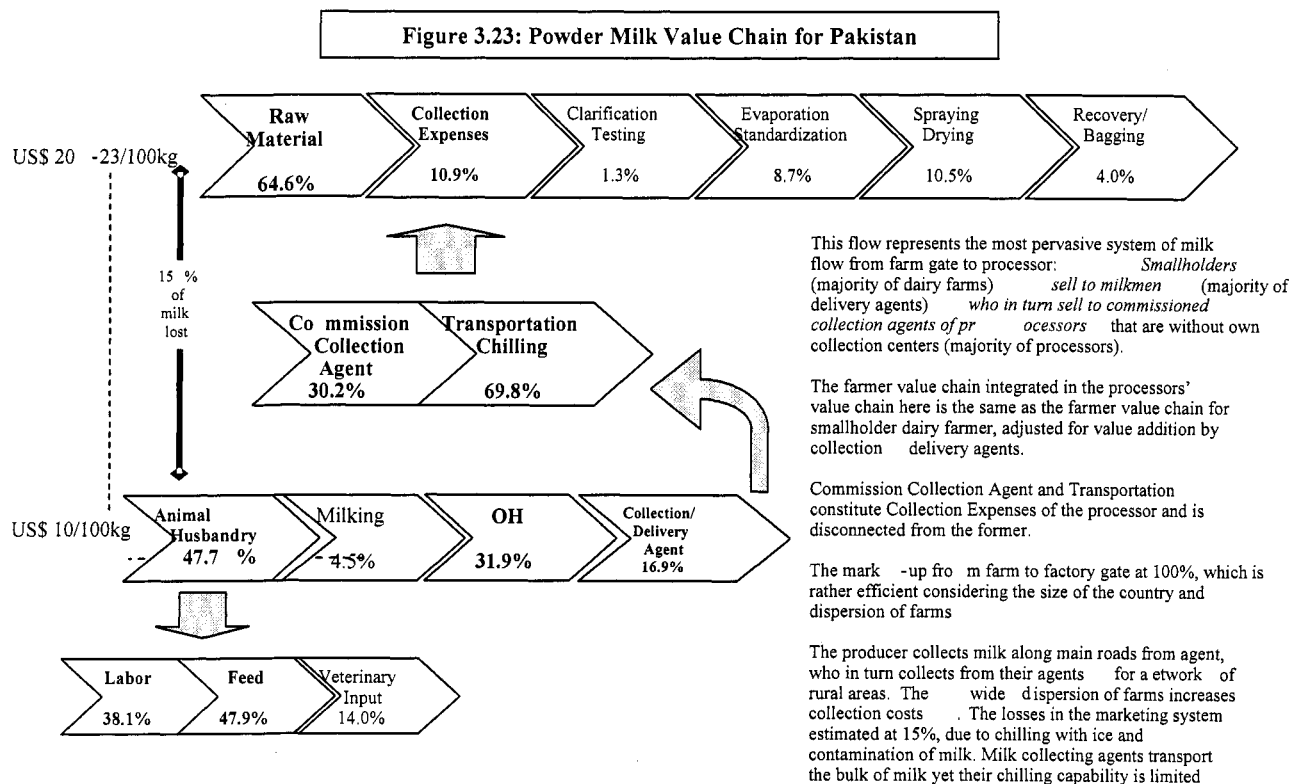 Figure 3.23: Powder Milk Value Chain for Pakistan
Raw
Material
64.6%
Collection
Expenses
10.9%
Clarification
Testing
1.3%
Evaporation
Standardization
8.7%
Spraying
Drying
10.5%
Recovery/
Bagging
4.0%
US$ 20 -23/100kg
15 %
of
milk
lost
Co mmission
Collection
Agent
30.2%
Transportation
Chilling
69.8%
US$ 10/100kg
Animal
Husbandry
47.7 %
Milking
4.5%
OH
31.9%
Collection/
Delivery
Agent
16.9%
Labor
38.1%
Feed
47.9%
Veterinary
Input
14.0%
This flow represents the most pervasive system of milk
flow from farm gate to processor: Smallholders
(majority of dairy farms) sell to milkmen (majority of
delivery agents) who in turn sell to commissioned
collection agents of pr ocessors that are without own
collection centers (majority of processors).
The farmer value chain integrated in the processors'
value chain here is the same as the farmer value chain for
smallholder dairy farmer, adjusted for value addition by
collection delivery agents.
Commission Collection Agent and Transportation
constitute Collection Expenses of the processor and is
disconnected from the former.
The mark -up fro m farm to factory gate at 100%, which is
rather efficient considering the size of the country and
dispersion of farms
The producer collects milk along main roads from agent,
who in turn collects from their agents for a etwork of
rural areas. The wide dispersion of farms increases
collection costs . The losses in the marketing system
estimated at 15%, due to chilling with ice and
contamination of milk. Milk collecting agents transport
the bulk of milk yet their chilling capability is limited